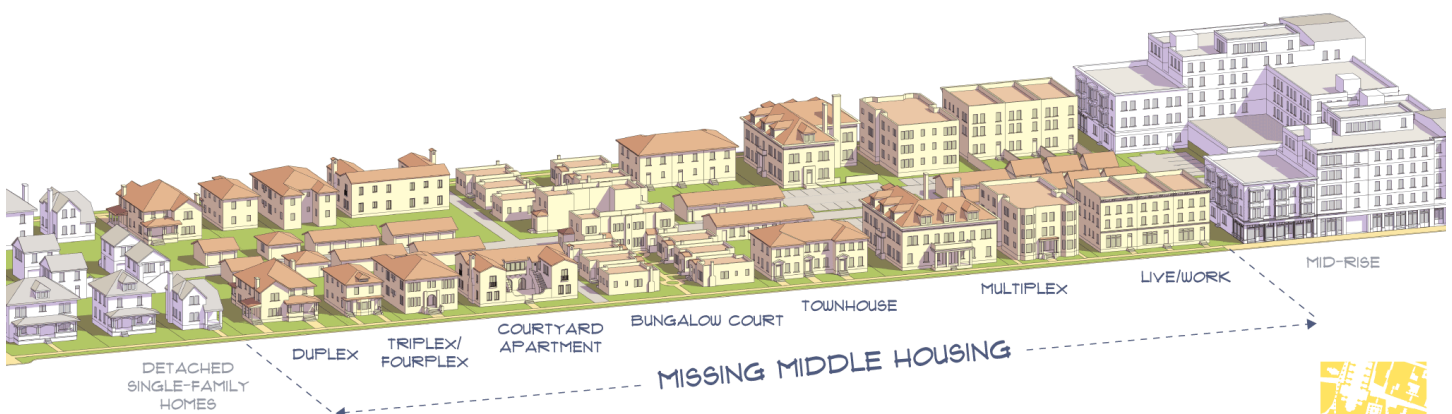 DETACHED
SINGLE-FAMILY
HOMES
DUPLEX
TRIPLEX/
FOURPLEX
COURTYARD
APARTMENT
BUNGALOW COURT
TOWNHOUSE
MULTIPLEX
LIVE/WORK
MID-RISE
MISSING MIDDLE HOUSING